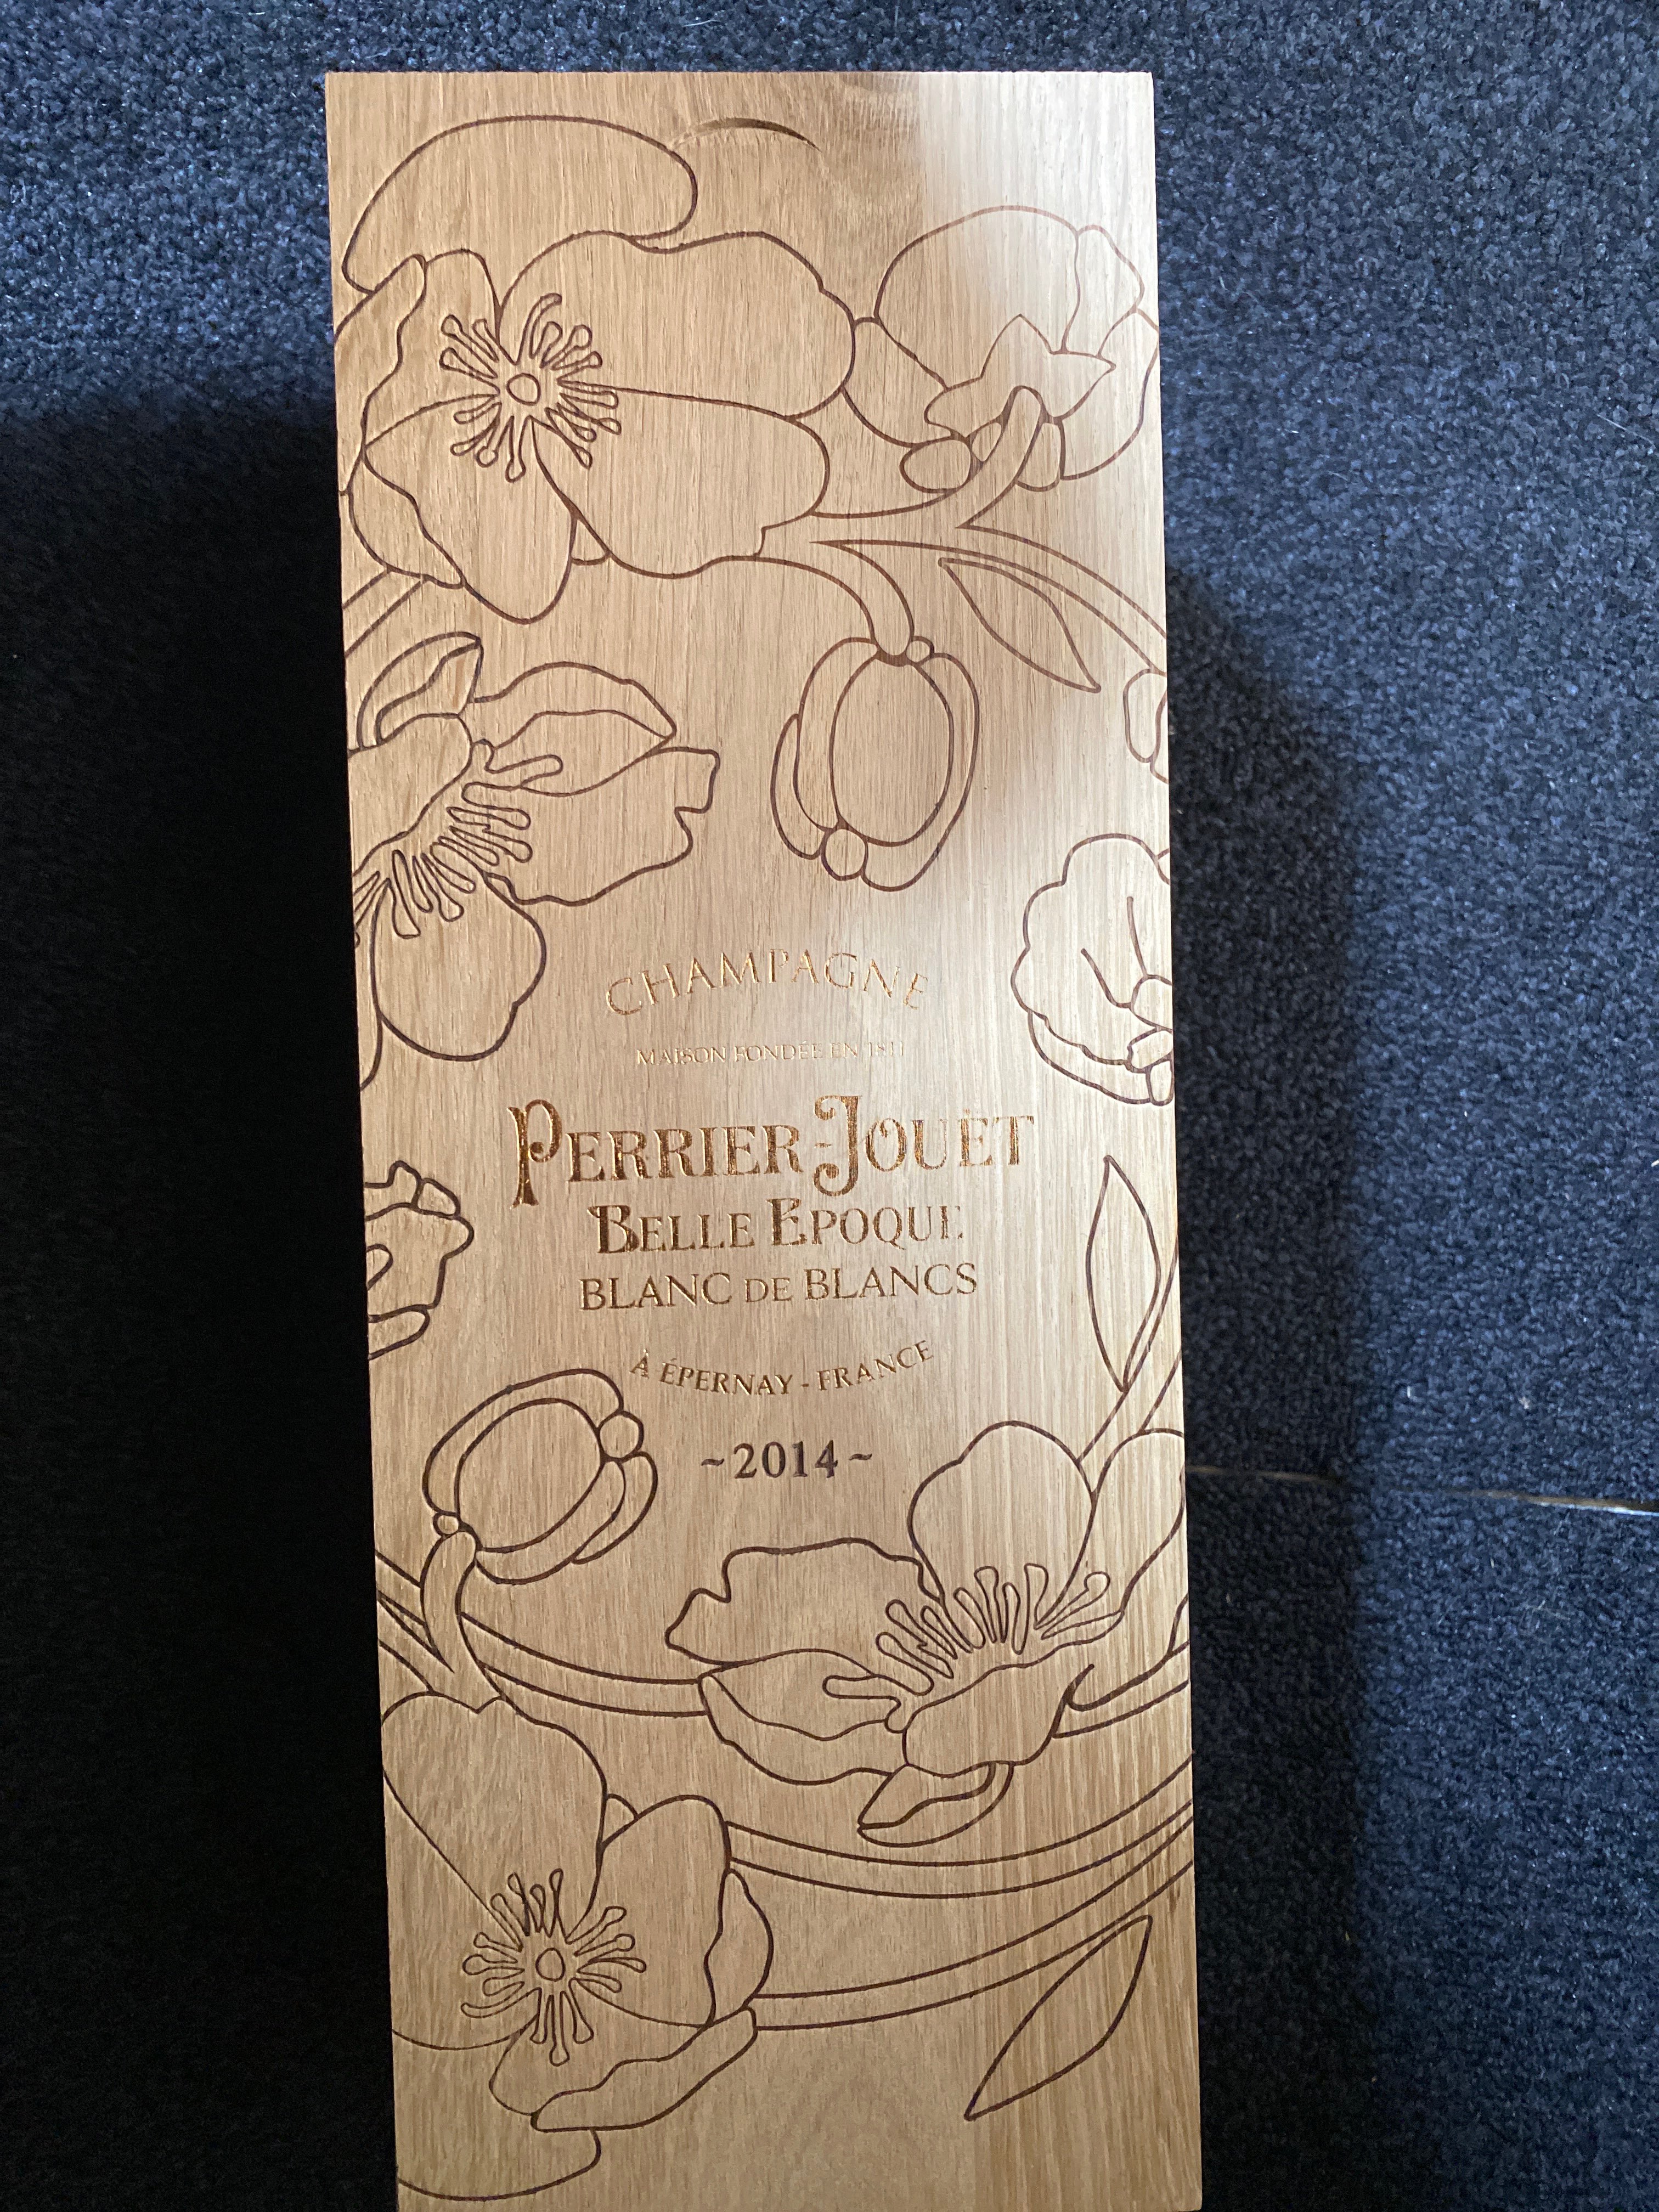 CHAMPAGNE
MAISON FONDÉE EN 1811
PERRIER-JOUËT
BELLE EPOQUE
BLANC DE BLANCS
À ÉPERNAY - FRANCE
~2014~